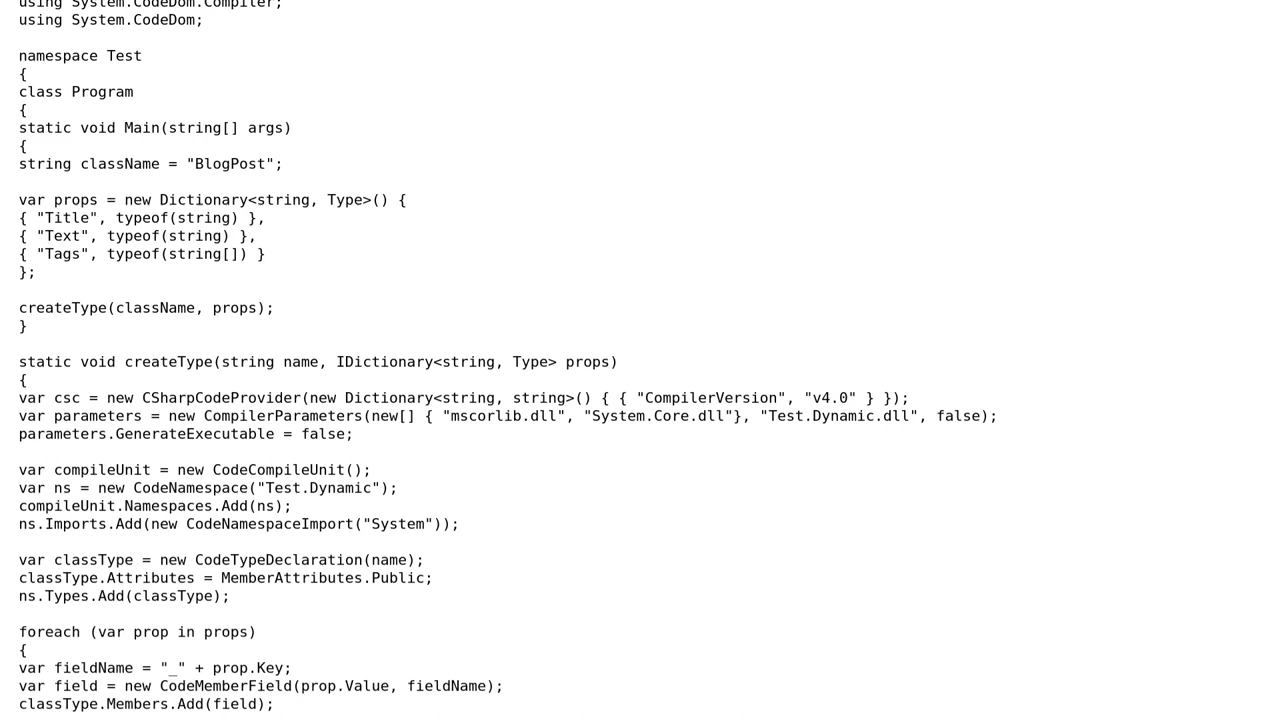 using System.CodeDom.Compiler;
using System.CodeDom;

namespace Test
{
class Program
{
static void Main(string[] args)
{
string className = "BlogPost";

var props = new Dictionary<string, Type>() {
{ "Title", typeof(string) },
{ "Text", typeof(string) },
{ "Tags", typeof(string[]) }
};

createType(className, props);
}

static void createType(string name, IDictionary<string, Type> props)
{
var csc = new CSharpCodeProvider(new Dictionary<string, string>() { { "CompilerVersion", "v4.0" } });
var parameters = new CompilerParameters(new[] { "mscorlib.dll", "System.Core.dll"}, "Test.Dynamic.dll", false);
parameters.GenerateExecutable = false;

var compileUnit = new CodeCompileUnit();
var ns = new CodeNamespace("Test.Dynamic");
compileUnit.Namespaces.Add(ns);
ns.Imports.Add(new CodeNamespaceImport("System"));

var classType = new CodeTypeDeclaration(name);
classType.Attributes = MemberAttributes.Public;
ns.Types.Add(classType);

foreach (var prop in props)
{
var fieldName = "_" + prop.Key;
var field = new CodeMemberField(prop.Value, fieldName);
classType.Members.Add(field);